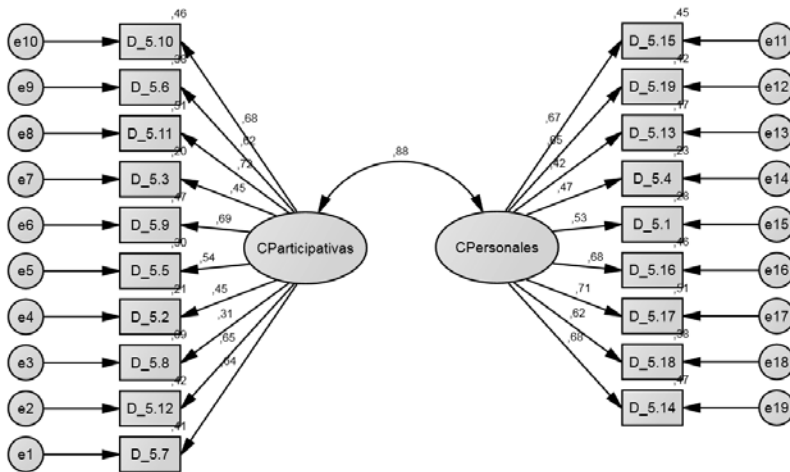 ,46
e10 D_5.10
e9 D_5.6
,51
e8 D_5.11
,20
e7 D_5.3
,47
e6 D_5.9
,30
e5 D_5.5
,21
e4 D_5.2
,09
e3 D_5.8
,42
e2 D_5.12
,41
e1 D_5.7
,68
,62
,72
,45
,69
,54
,45
,31
,65
,64
CParticipativas
,88
CPersonales
,67
,65
,42
,47
,53
,68
,71
,62
,68
,45
D_5.15 e11
,42
D_5.19 e12
,17
D_5.13 e13
,23
D_5.4 e14
,28
D_5.1 e15
,46
D_5.16 e16
,51
D_5.17 e17
,38
D_5.18 e18
,47
D_5.14 e19